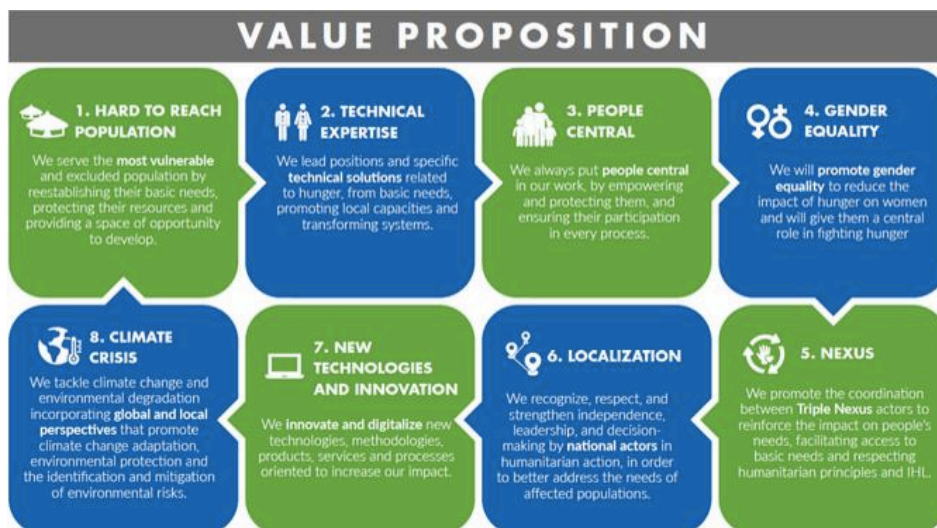 VALUE PROPOSITION
1. HARD TO REACH
POPULATION
We serve the most vulnerable
and excluded population by
reestablishing their basic needs,
protecting their resources and
providing a space of opportunity
to develop.
2. TECHNICAL
EXPERTISE
We lead positions and specific
technical solutions related
to hunger, from basic needs,
promoting local capacities and
transforming systems.
3. PEOPLE
CENTRAL
We always put people central
in our work, by empowering
and protecting them, and
ensuring their participation
in every process.
4. GENDER
EQUALITY
We will promote gender
equality to reduce the
impact of hunger on women
and will give them a central
role in fighting hunger
5. NEXUS
We promote the coordination
between Triple Nexus actors to
reinforce the impact on people's
needs, facilitating access to
basic needs and respecting
humanitarian principles and IHL.
6. LOCALIZATION
We recognize, respect, and
strengthen independence,
leadership, and decision-
making by national actors in
humanitarian action, in order
to better address the needs of
affected populations.
7. NEW
TECHNOLOGIES
AND INNOVATION
We innovate and digitalize new
technologies, methodologies,
products, services and processes
oriented to increase our impact.
8. CLIMATE
CRISIS
We tackle climate change and
environmental degradation
incorporating global and local
perspectives that promote
climate change adaptation,
environmental protection and
the identification and mitigation
of environmental risks.